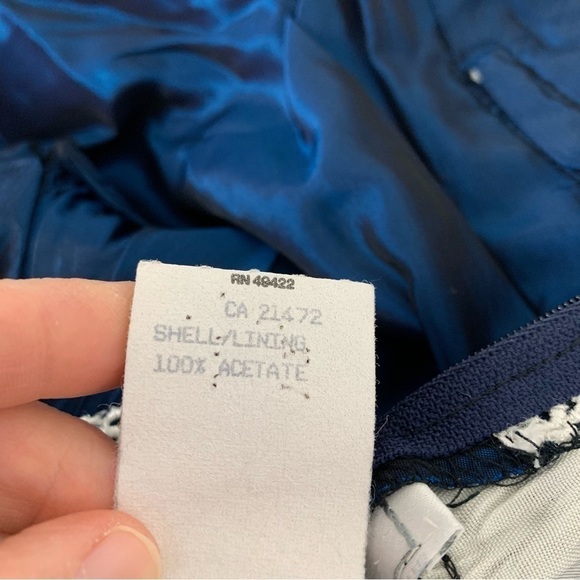 RN 49422
CA 21472
SHELL/LINING
100% ACETATE